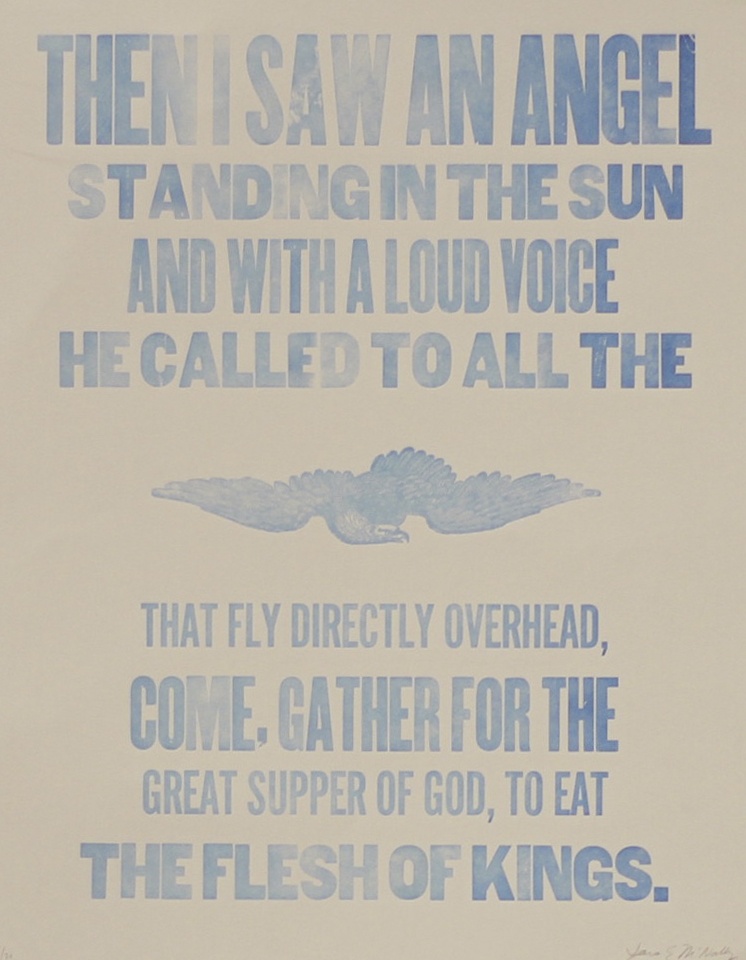 THEN I SAW AN ANGEL
STANDING IN THE SUN
AND WITH A LOUD VOICE
HE CALLED TO ALL THE
THAT FLY DIRECTLY OVERHEAD,
COME, GATHER FOR THE
GREAT SUPPER OF GOD, TO EAT
THE FLESH OF KINGS.